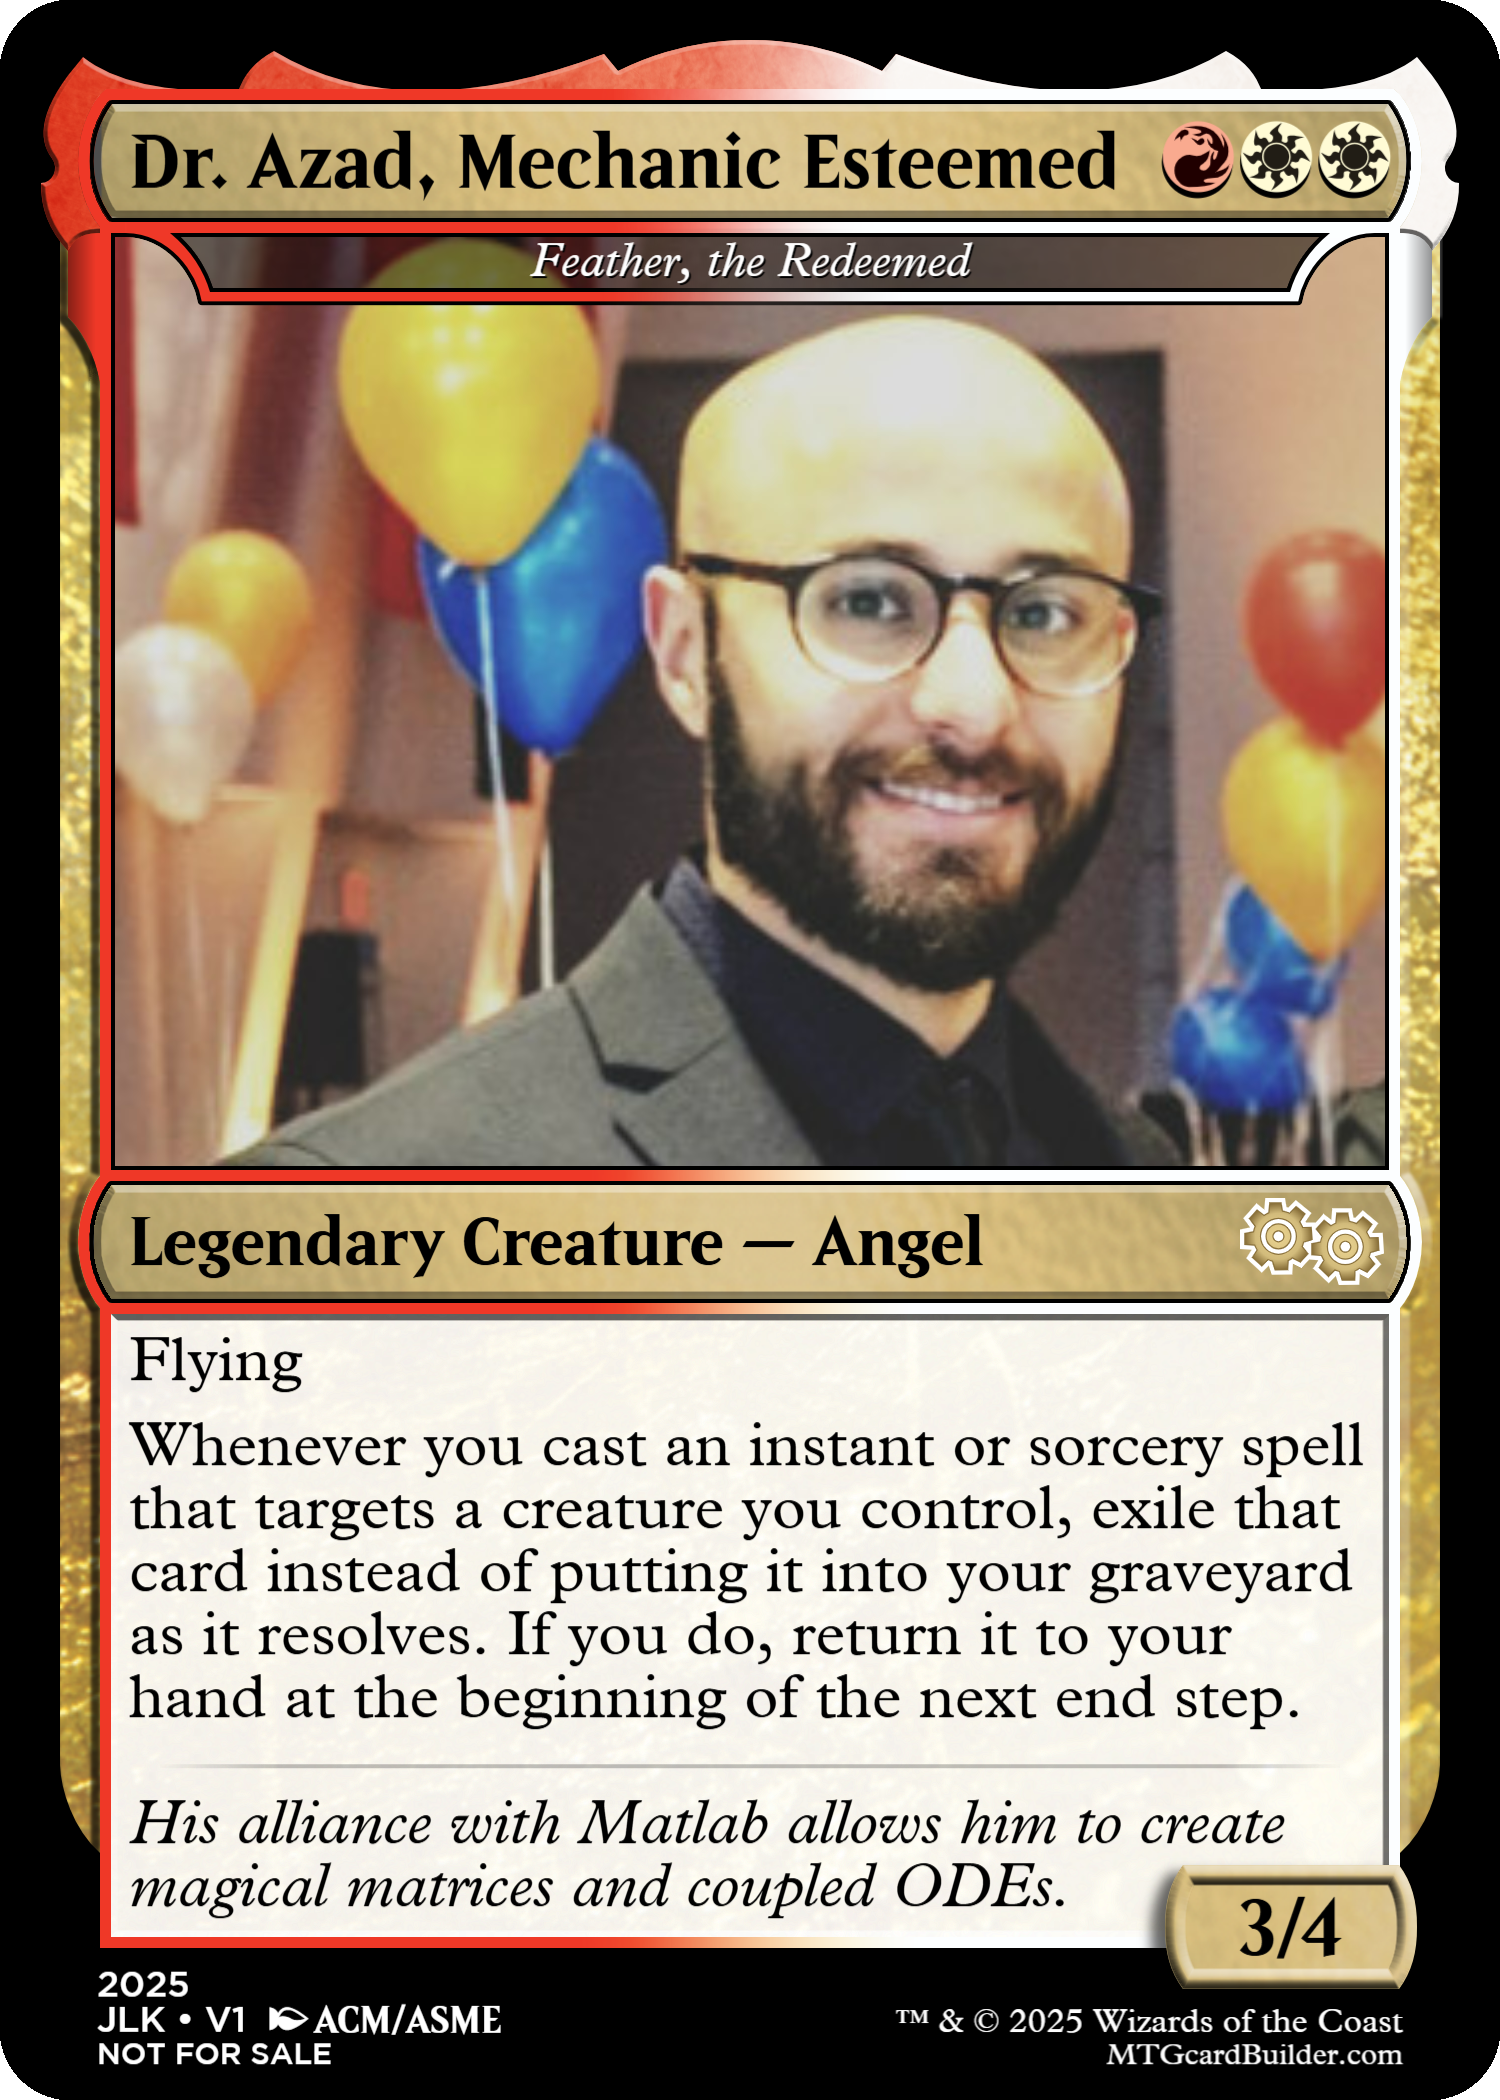 Dr. Azad, Mechanic Esteemed
Feather, the Redeemed
Legendary Creature — Angel
Flying
Whenever you cast an instant or sorcery spell
that targets a creature you control, exile that
card instead of putting it into your graveyard
as it resolves. If you do, return it to your
hand at the beginning of the next end step.
His alliance with Matlab allows him to create
magical matrices and coupled ODEs.
3/4
2025
JLK • V1 ACM/ASME
NOT FOR SALE
™ & © 2025 Wizards of the Coast
MTGcardBuilder.com